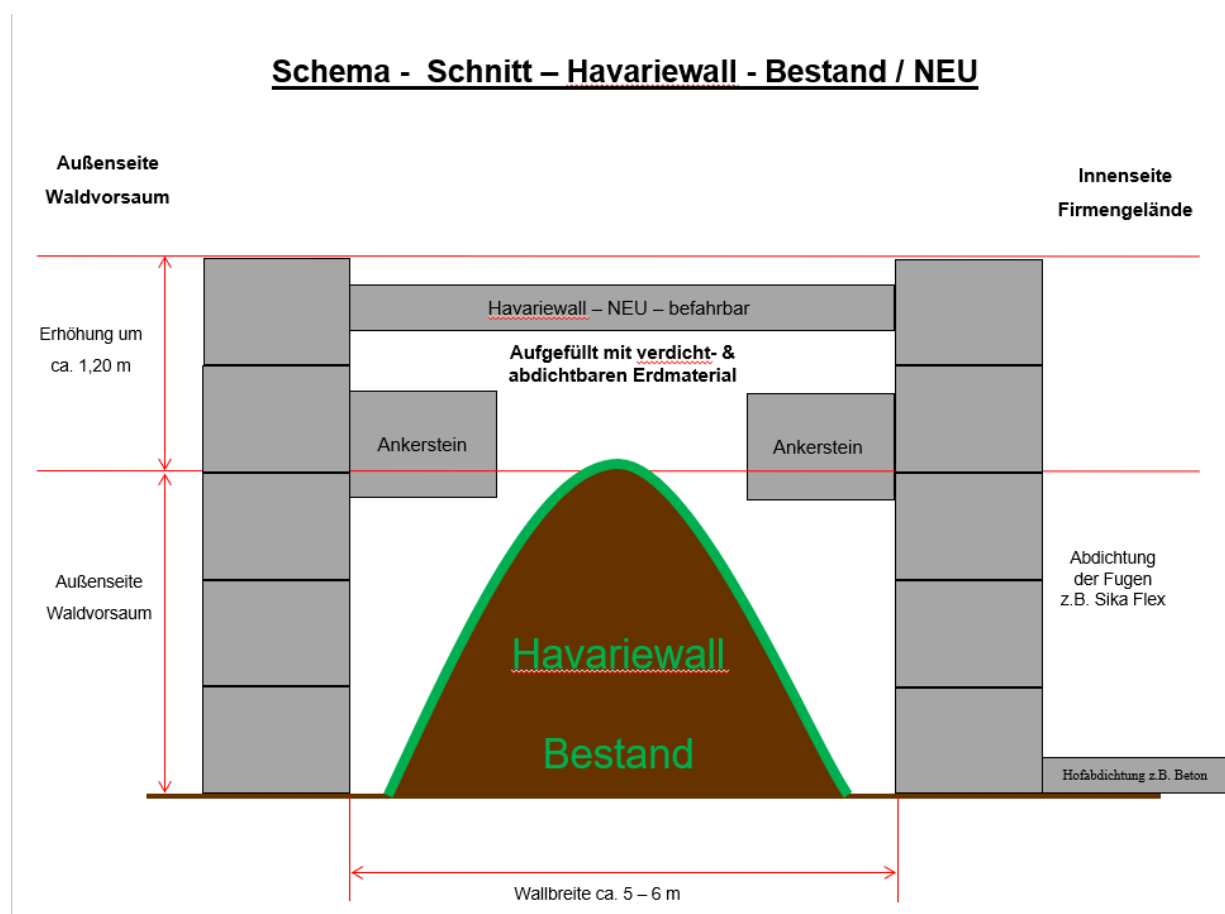 Schema -  Schnitt – Havariewall - Bestand / NEU
Außenseite
Waldvorsaum
Innenseite
Firmengelände
Havariewall – NEU – befahrbar
Erhöhung um
ca. 1,20 m
Aufgefüllt mit verdicht- &
abdichtbaren Erdmaterial
Ankerstein
Ankerstein
Außenseite
Waldvorsaum
Abdichtung
der Fugen
z.B. Sika Flex
Havariewall
Bestand
Hofabdichtung z.B. Beton
Wallbreite ca. 5 – 6 m